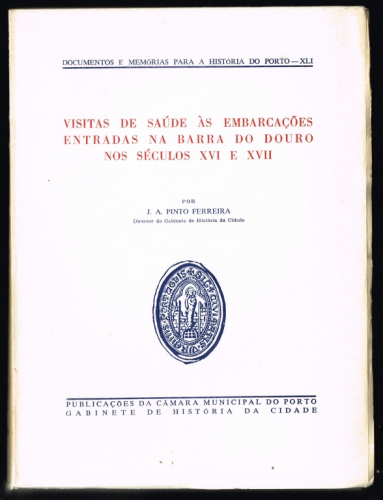 DOCUMENTOS E MEMÓRIAS PARA A HISTÓRIA DO PORTO—XLI
VISITAS DE SAÚDE ÀS EMBARCAÇÕES
ENTRADAS NA BARRA DO DOURO
NOS SÉCULOS XVI E XVII
POR
J. A. PINTO FERREIRA
Director do Gabinete de História da Cidade
PUBLICAÇÕES DA CÂMARA MUNICIPAL DO PORTO
GABINETE DE HISTÓRIA DA CIDADE